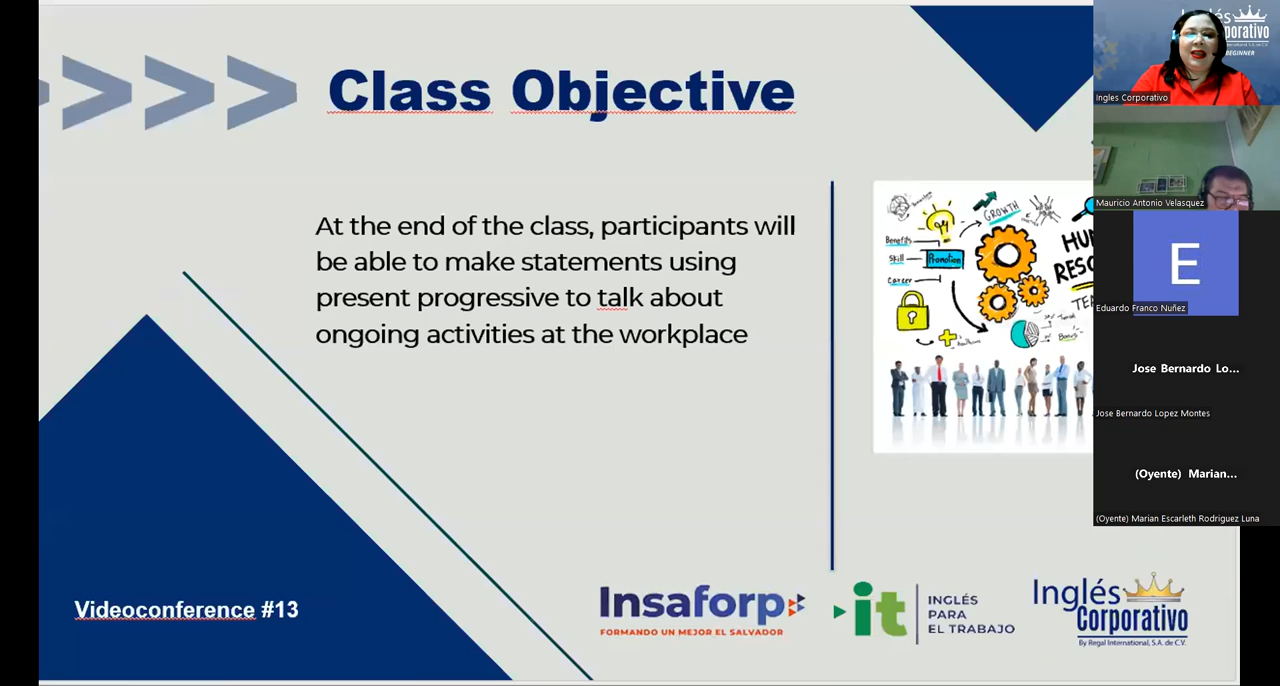 Class Objective
At the end of the class, participants will
be able to make statements using
present progressive to talk about
ongoing activities at the workplace
GROWTH
Benefits
Skill
Promotion
Career
Bonus
Videoconference #13
Insaforp
FORMANDO UN MEJOR EL SALVADOR
it
INGLÉS
PARA
EL TRABAJO
Inglés
Corporativo
By Regal International, S.A. de C.V.
BEGINNER
Ingles Corporativo
Mauricio Antonio Velasquez
E
Eduardo Franco Nuñez
Jose Bernardo Lo...
Jose Bernardo Lopez Montes
(Oyente) Marian...
(Oyente) Marian Escarleth Rodriguez Luna